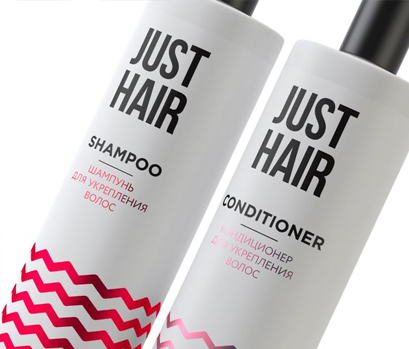 JUST
HAIR
SHAMPOO
ШАМПУНЬ
ДЛЯ УКРЕПЛЕНИЯ
ВОЛОС
JUST
HAIR
CONDITIONER
КОНДИЦИОНЕР
ДЛЯ УКРЕПЛЕНИЯ
ВОЛОС